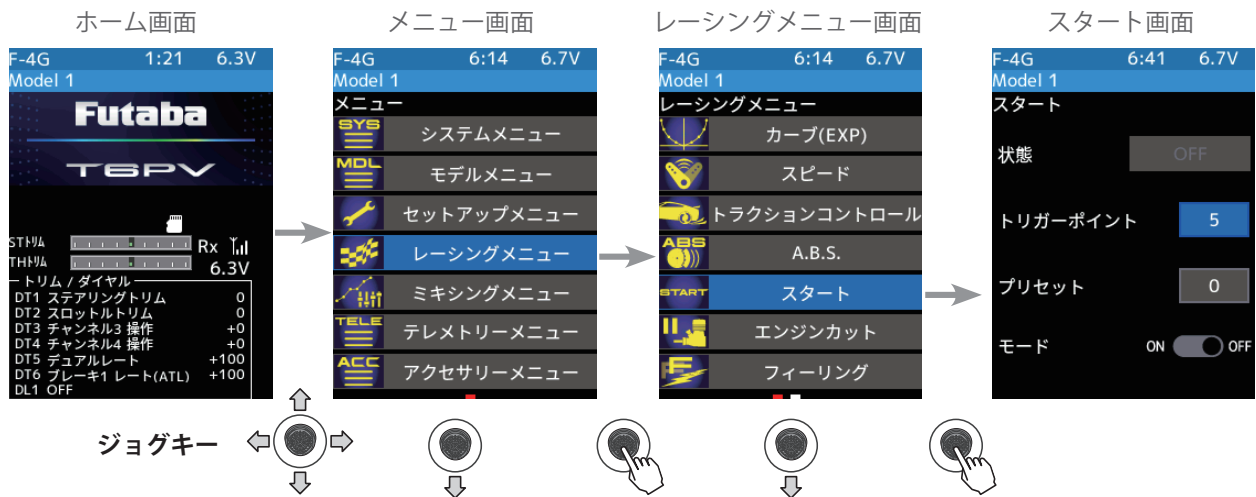 ホーム画面
F-4G 1:21 6.3V
Model 1
Futaba
T6PV
STトリム
Rx
THトリム
6.3V
トリム / ダイヤル
DT1 ステアリングトリム 0
DT2 スロットルトリム 0
DT3 チャンネル3 操作 +0
DT4 チャンネル4 操作 +0
DT5 デュアルレート +100
DT6 ブレーキ1 レート(ATL) +100
DL1 OFF
メニュー画面
F-4G 6:14 6.7V
Model 1
メニュー
SYS システムメニュー
MDL モデルメニュー
セットアップメニュー
レーシングメニュー
ミキシングメニュー
TELE テレメトリーメニュー
ACC アクセサリーメニュー
レーシングメニュー画面
F-4G 6:14 6.7V
Model 1
レーシングメニュー
カーブ(EXP)
スピード
トラクションコントロール
ABS A.B.S.
START スタート
エンジンカット
F フィーリング
スタート画面
F-4G 6:41 6.7V
Model 1
スタート
状態 OFF
トリガーポイント 5
プリセット 0
モード ON OFF
ジョグキー